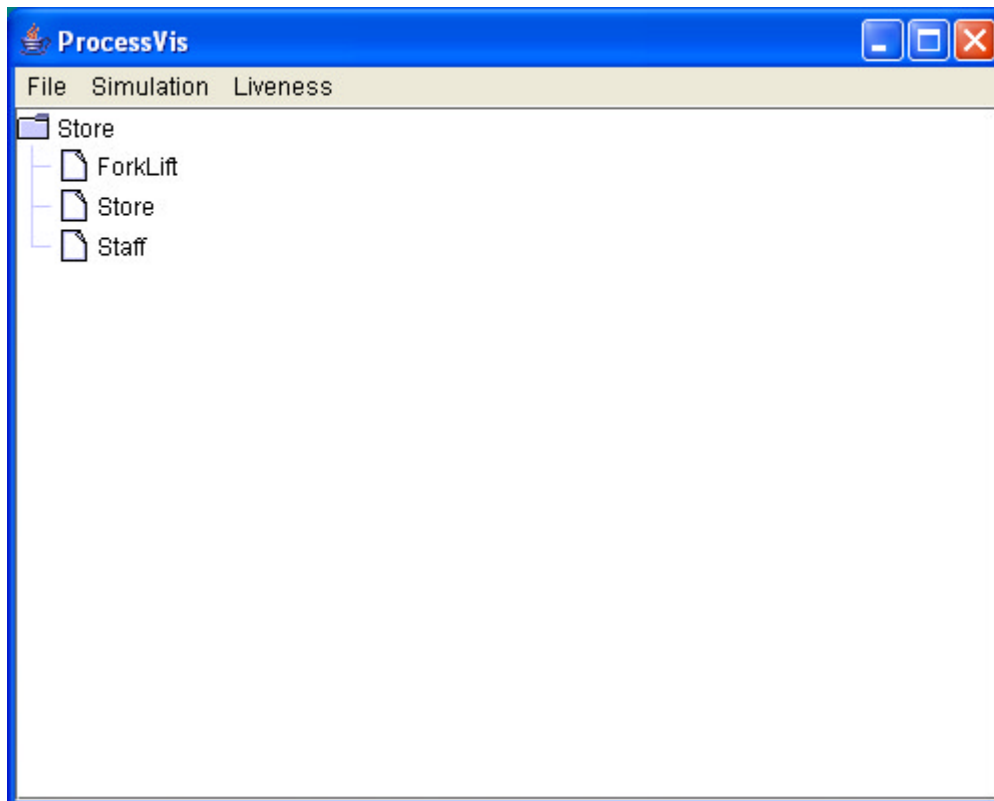 ProcessVis
File Simulation Liveness
Store
ForkLift
Store
Staff